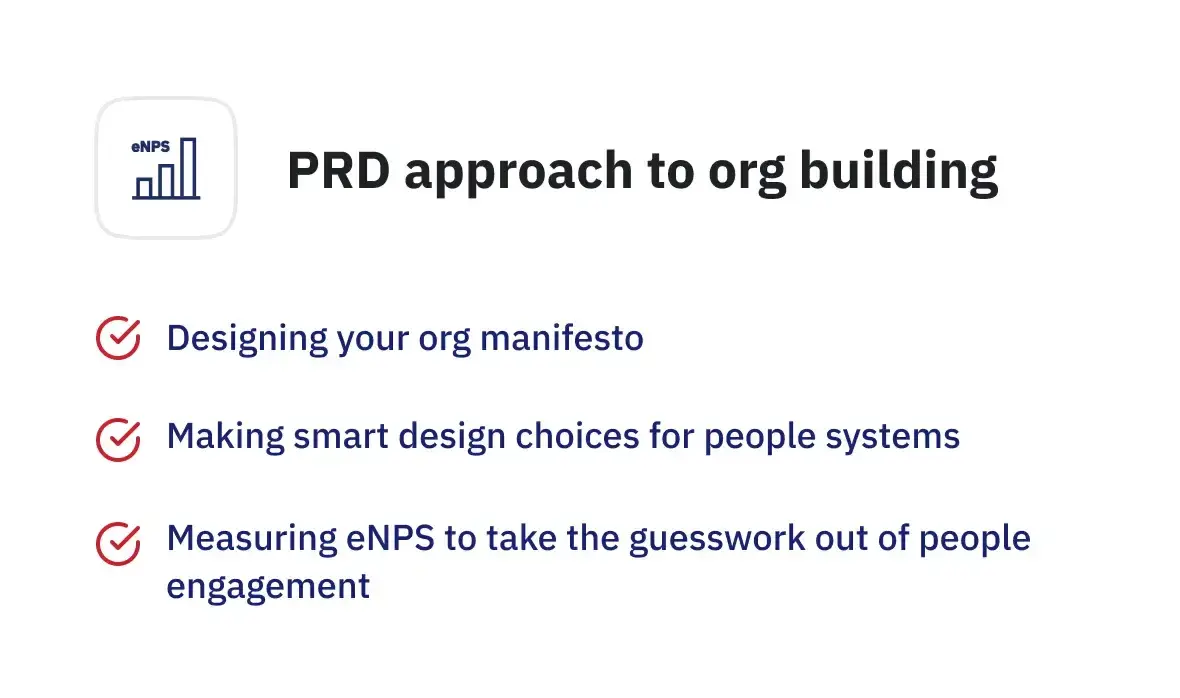 eNPS
PRD approach to org building
Designing your org manifesto
Making smart design choices for people systems
Measuring eNPS to take the guesswork out of people
engagement